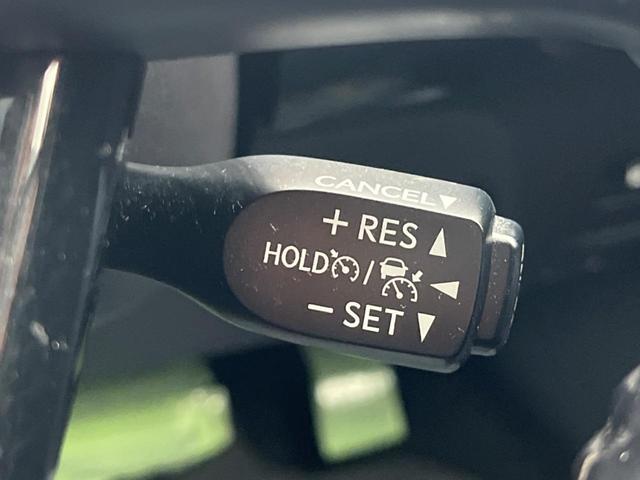 CANCEL▼
+ RES ▲
HOLD / ◀
− SET ▼